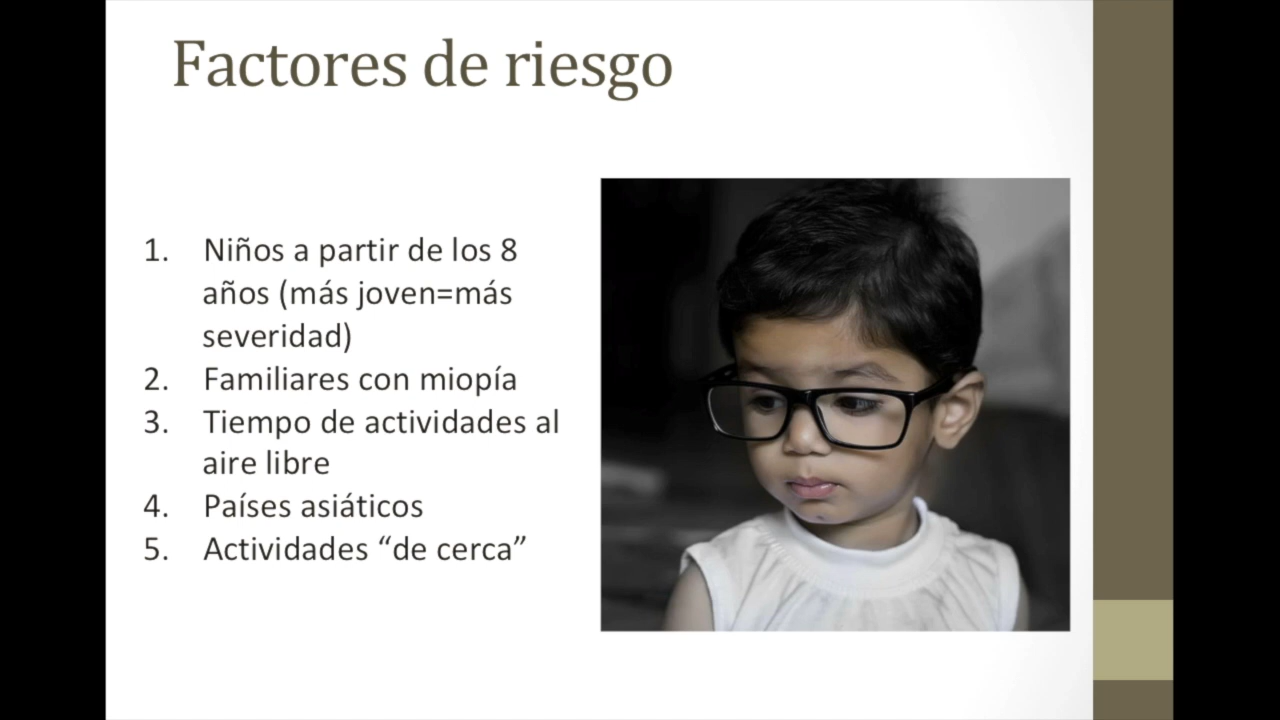 Factores de riesgo
1. Niños a partir de los 8
años (más joven=más
severidad)
2. Familiares con miopía
3. Tiempo de actividades al
aire libre
4. Países asiáticos
5. Actividades “de cerca”